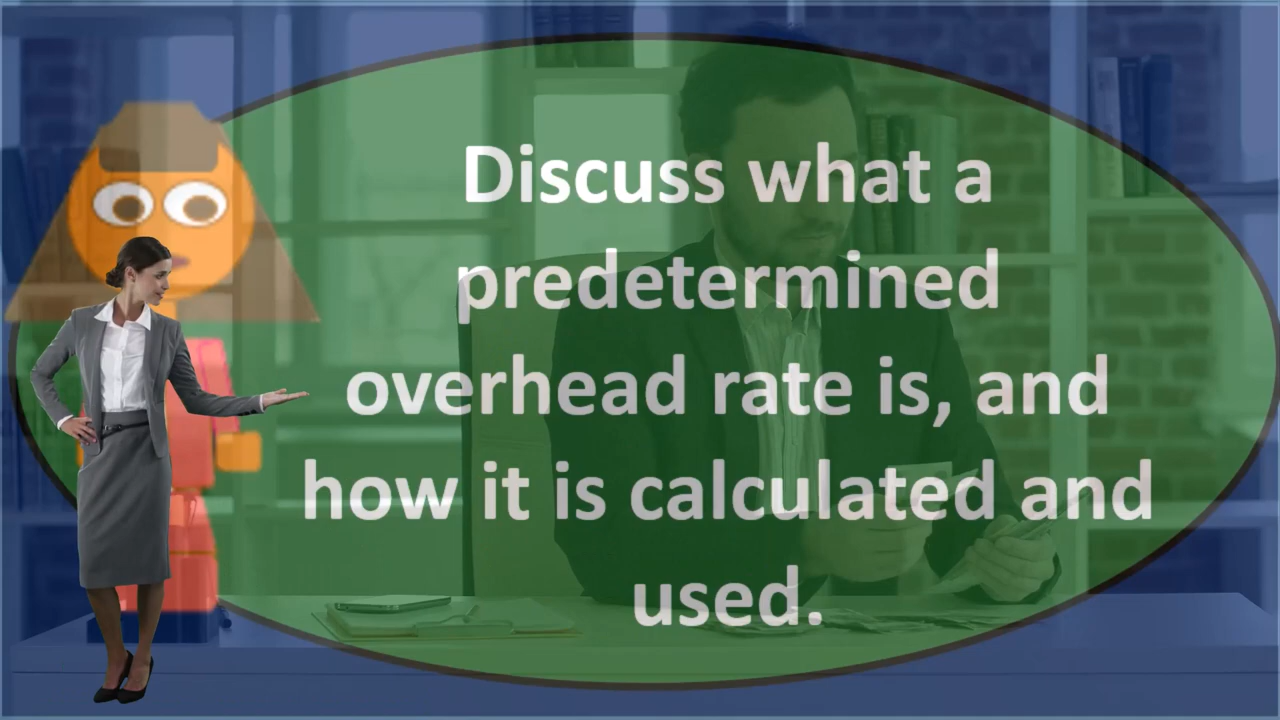 Discuss what a
predetermined
overhead rate is, and
how it is calculated and
used.